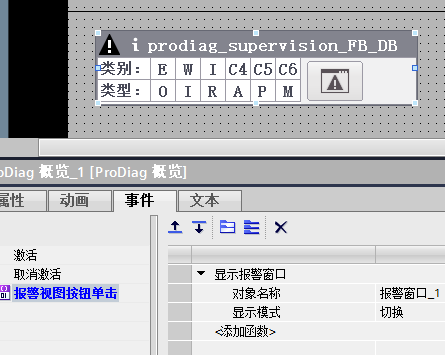 i prodiag_supervision_FB_DB
类别: E W I C4 C5 C6
类型: O I R A P M
oDiag 概览_1 [ProDiag 概览]
属性 动画 事件 文本
激活
取消激活
报警视图按钮单击
显示报警窗口
对象名称 报警窗口_1
显示模式 切换
<添加函数>